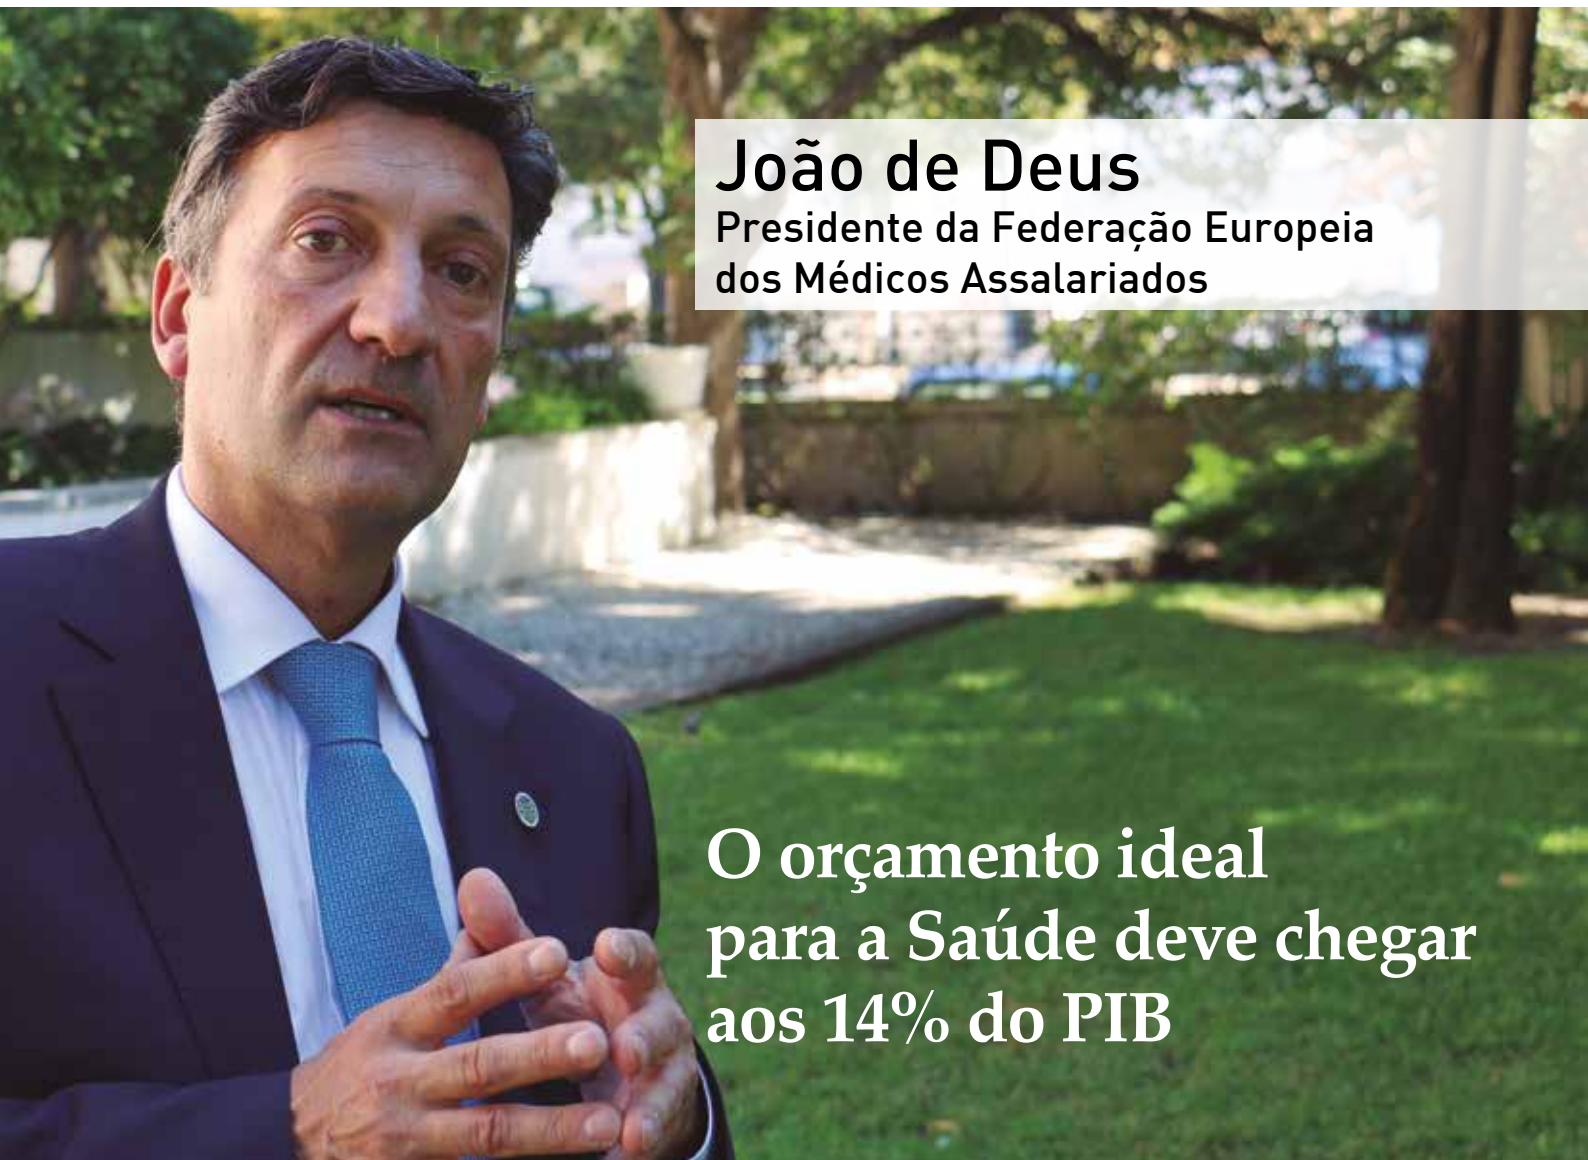 João de Deus
Presidente da Federação Europeia
dos Médicos Assalariados
O orçamento ideal
para a Saúde deve chegar
aos 14% do PIB